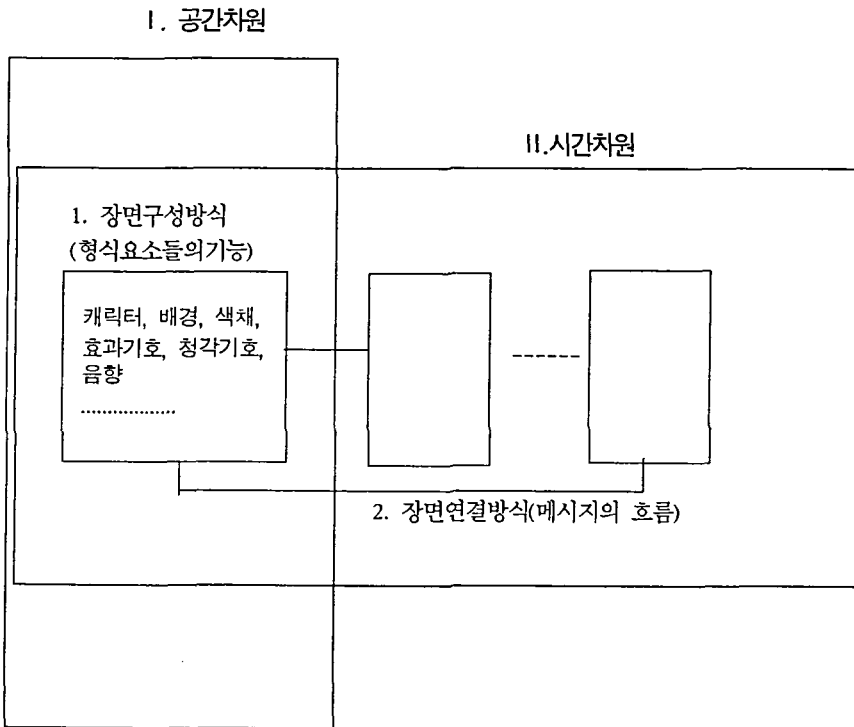 I. 공간차원
II.시간차원
1. 장면구성방식
(형식요소들의기능)
캐릭터, 배경, 색채,
효과기호, 청각기호,
음향
..................
2. 장면연결방식(메시지의 흐름)